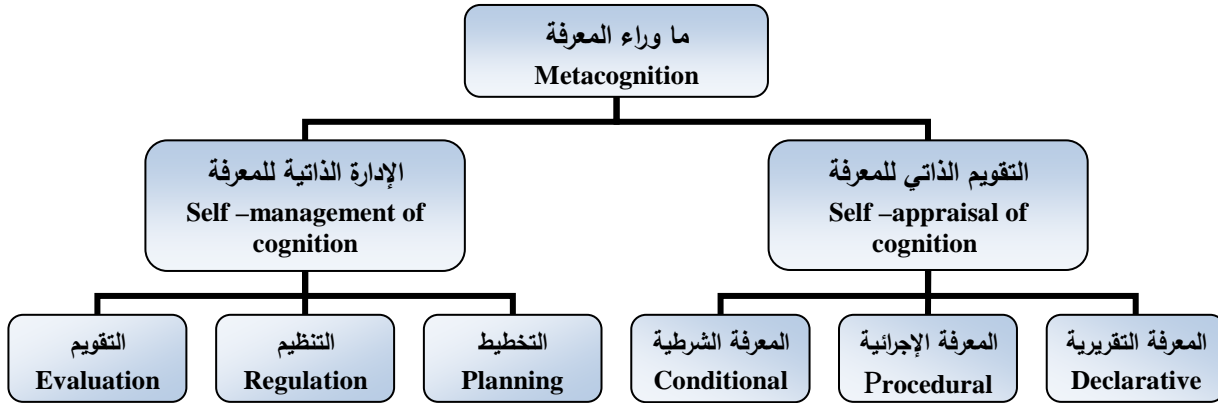 ما وراء المعرفة
Metacognition
التقويم الذاتي للمعرفة
Self –appraisal of
cognition
الإدارة الذاتية للمعرفة
Self –management of
cognition
المعرفة التقريرية
Declarative
المعرفة الإجرائية
Procedural
المعرفة الشرطية
Conditional
التخطيط
Planning
التنظيم
Regulation
التقويم
Evaluation